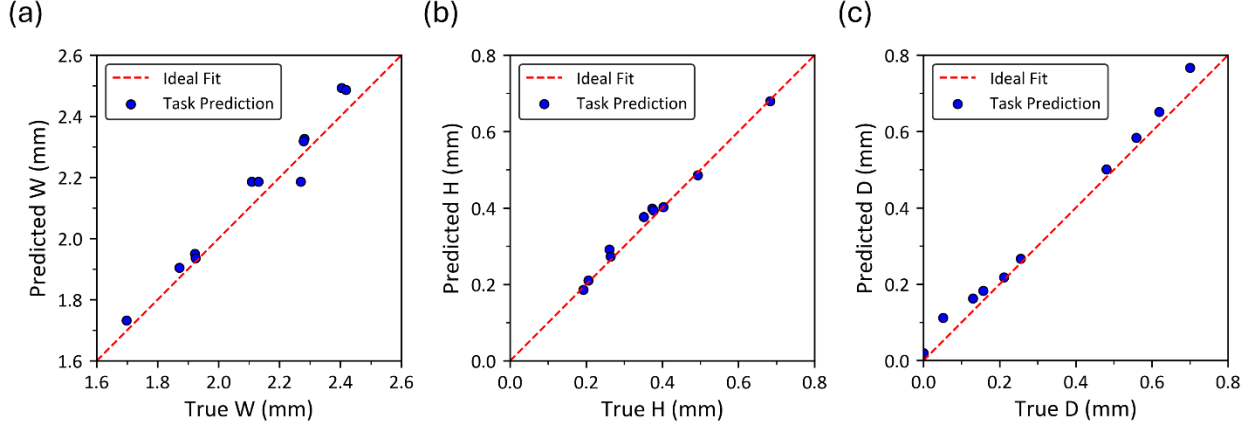 (a)
2.6
2.4
2.2
2.0
1.8
1.6
Predicted W (mm)
Ideal Fit
Task Prediction
1.6 1.8 2.0 2.2 2.4 2.6
True W (mm)
(b)
0.8
0.6
0.4
0.2
0.0
Predicted H (mm)
Ideal Fit
Task Prediction
0.0 0.2 0.4 0.6 0.8
True H (mm)
(c)
0.8
0.6
0.4
0.2
0.0
Predicted D (mm)
Ideal Fit
Task Prediction
0.0 0.2 0.4 0.6 0.8
True D (mm)